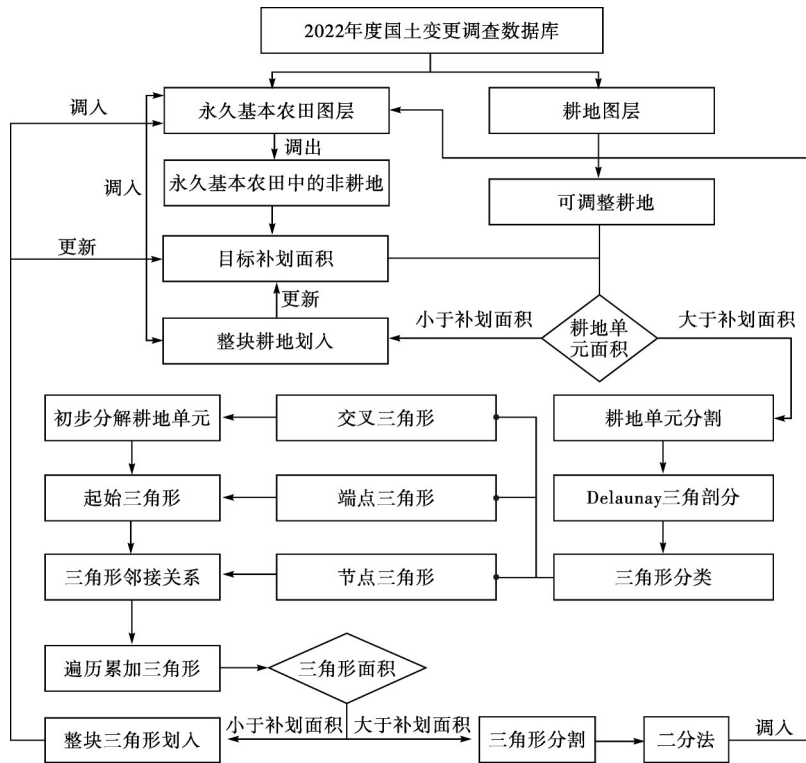 2022年度国土变更调查数据库
调入
永久基本农田图层
耕地图层
调出
调入
永久基本农田中的非耕地
可调整耕地
更新
目标补划面积
更新
小于补划面积
大于补划面积
整块耕地划入
耕地单
元面积
初步分解耕地单元
交叉三角形
耕地单元分割
起始三角形
端点三角形
Delaunay三角剖分
三角形邻接关系
节点三角形
三角形分类
遍历累加三角形
三角形面积
小于补划面积
大于补划面积
整块三角形划入
三角形分割
二分法
调入